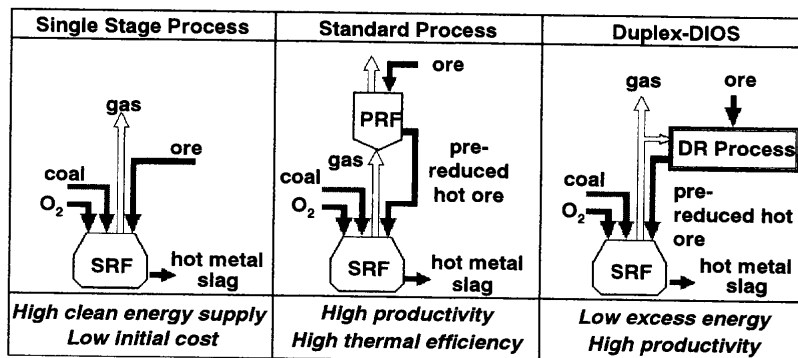 Single Stage Process
Standard Process
Duplex-DIOS
gas
ore
coal
O2
SRF
hot metal
slag
ore
PRF
gas
pre-
reduced
hot ore
coal
O2
SRF
hot metal
slag
gas
ore
DR Process
coal
O2
pre-
reduced hot
ore
SRF
hot metal
slag
High clean energy supply
Low initial cost
High productivity
High thermal efficiency
Low excess energy
High productivity